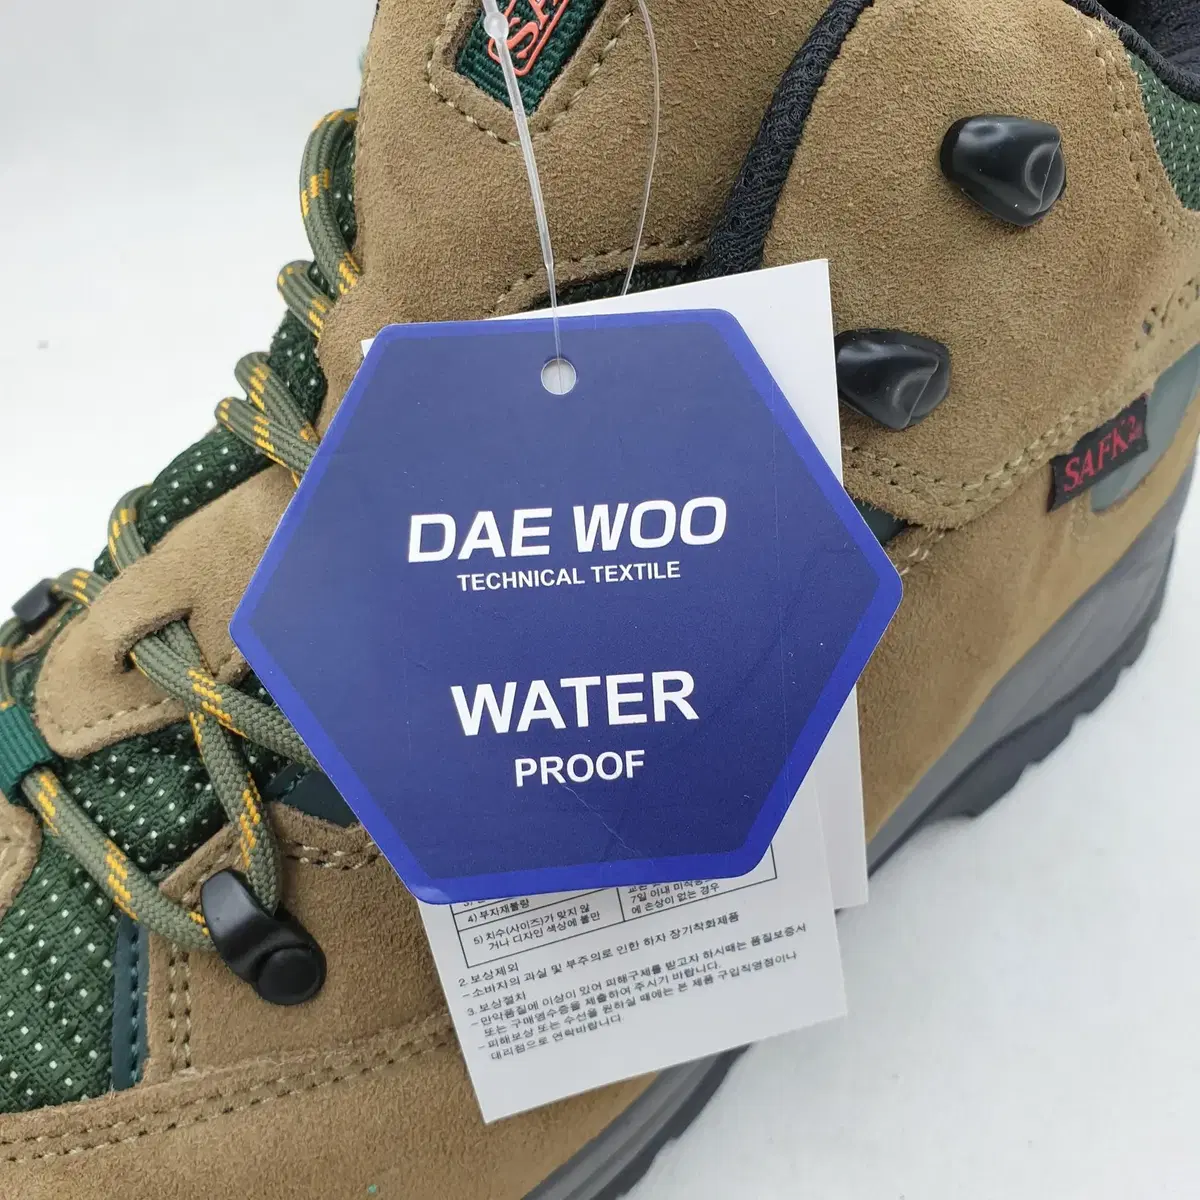 SA
SAFK2
DAE WOO
TECHNICAL TEXTILE
WATER
PROOF
4) 부자재불량
5) 치수(사이즈)가 맞지 않
거나 디자인 색상에 불만
7일 이내 미착용
에 손상이 없는 경우
2. 보상제외
-소비자의 과실 및 부주의로 인한 하자 장기착화제품
3. 보상절차
-만약품질에 이상이 있어 피해구제를 받고자 하시때는 품질보증서
또는 구매영수증을 제출하여 주시기 바랍니다.
-피해보상 또는 수선을 원하실 때에는 본 제품 구입직영점이나
대리점으로 연락바랍니다.